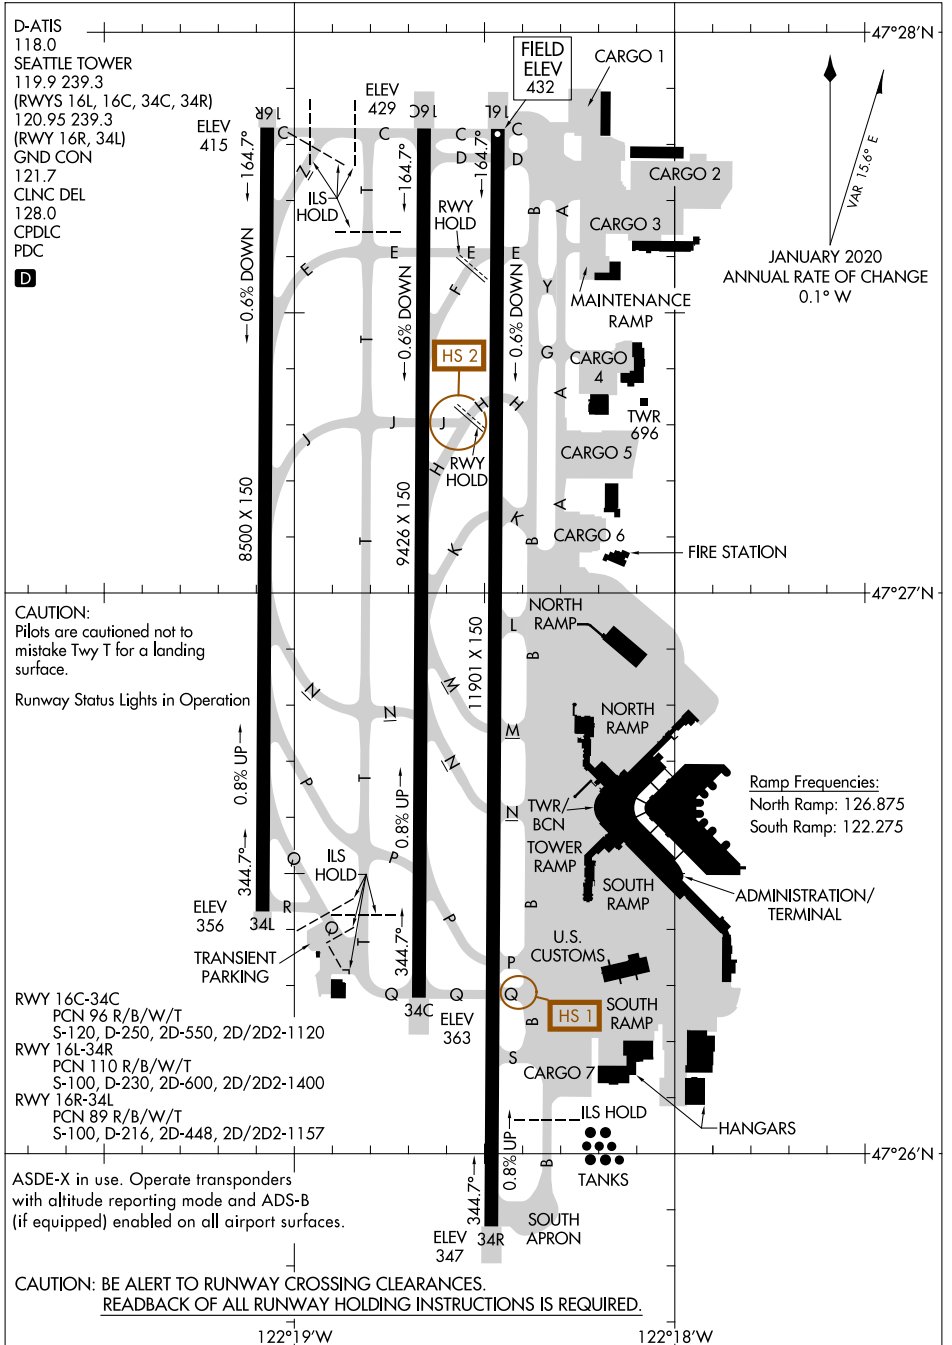 D-ATIS
118.0
SEATTLE TOWER
119.9 239.3
(RWYS 16L, 16C, 34C, 34R)
120.95 239.3
(RWY 16R, 34L)
GND CON
121.7
CLNC DEL
128.0
CPDLC
PDC
D
47°28'N
FIELD
ELEV
432
CARGO 1
ELEV
429
ELEV
415
16R
16C
16L
C
C
C
C
D
D
164.7°
164.7°
164.7°
CARGO 2
VAR 15.6° E
Z
ILS
HOLD
T
RWY
HOLD
B
A
CARGO 3
JANUARY 2020
ANNUAL RATE OF CHANGE
0.1° W
E
E
E
E
F
Y
MAINTENANCE
RAMP
0.6% DOWN
0.6% DOWN
0.6% DOWN
T
HS 2
G
CARGO
4
A
H
H
TWR
696
J
J
J
RWY
HOLD
H
CARGO 5
8500 X 150
9426 X 150
A
K
K
T
B
CARGO 6
FIRE STATION
47°27'N
CAUTION:
Pilots are cautioned not to
mistake Twy T for a landing
surface.
Runway Status Lights in Operation
NORTH
RAMP
L
B
11901 X 150
N
N
M
M
N
N
NORTH
RAMP
0.8% UP
P
T
0.8% UP
TWR/
BCN
TOWER
RAMP
Ramp Frequencies:
North Ramp: 126.875
South Ramp: 122.275
Q
ILS
HOLD
P
344.7°
SOUTH
RAMP
ADMINISTRATION/
TERMINAL
ELEV
356
34L
R
Q
T
344.7°
P
B
U.S.
CUSTOMS
TRANSIENT
PARKING
P
Q
Q
Q
HS 1
B
SOUTH
RAMP
34C
ELEV
363
RWY 16C-34C
PCN 96 R/B/W/T
S-120, D-250, 2D-550, 2D/2D2-1120
RWY 16L-34R
PCN 110 R/B/W/T
S-100, D-230, 2D-600, 2D/2D2-1400
RWY 16R-34L
PCN 89 R/B/W/T
S-100, D-216, 2D-448, 2D/2D2-1157
S
CARGO 7
HANGARS
ILS HOLD
TANKS
0.8% UP
344.7°
B
47°26'N
ASDE-X in use. Operate transponders
with altitude reporting mode and ADS-B
(if equipped) enabled on all airport surfaces.
ELEV
347
34R
SOUTH
APRON
CAUTION: BE ALERT TO RUNWAY CROSSING CLEARANCES.
READBACK OF ALL RUNWAY HOLDING INSTRUCTIONS IS REQUIRED.
122°19'W
122°18'W